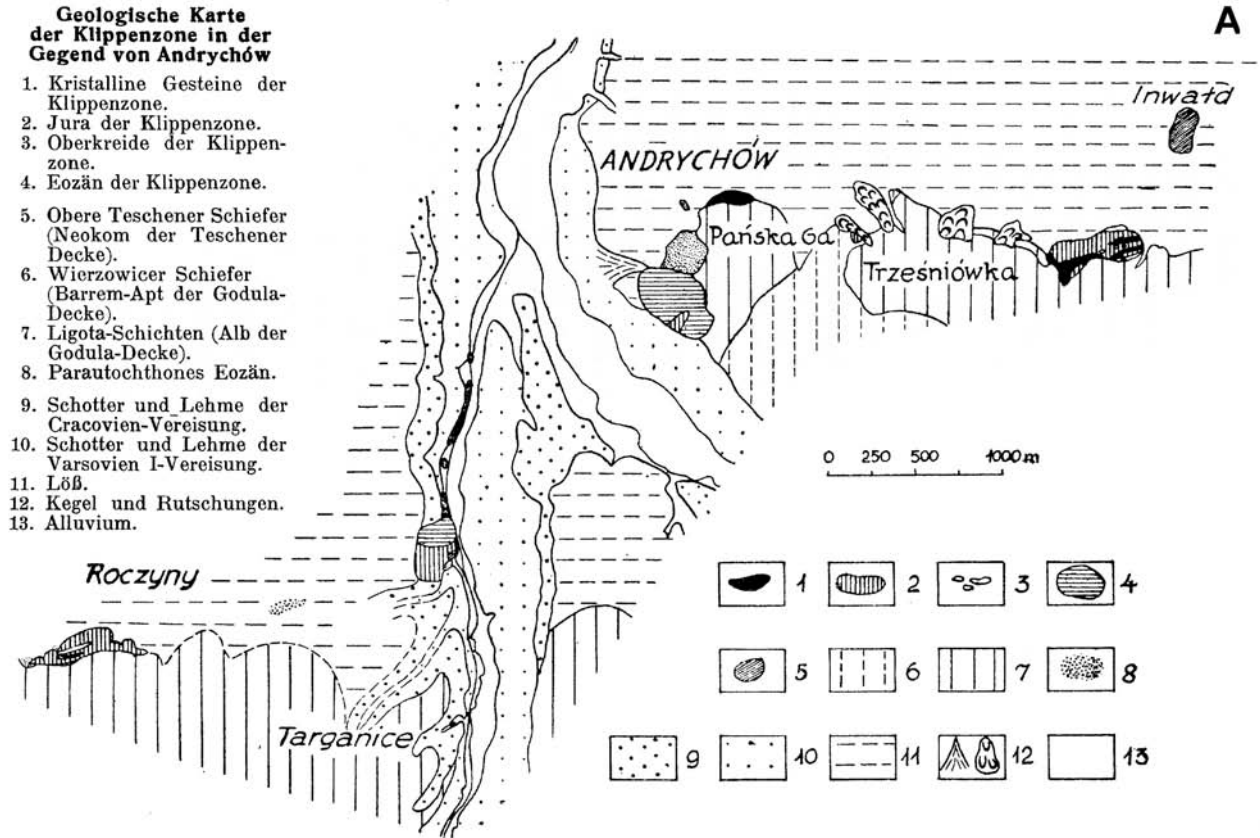 Geologische Karte
der Klippenzone in der
Gegend von Andrychów
1. Kristalline Gesteine der
Klippenzone.
2. Jura der Klippenzone.
3. Oberkreide der Klippen-
zone.
4. Eozän der Klippenzone.
5. Obere Teschener Schiefer
(Neokom der Teschener
Decke).
6. Wierzowicer Schiefer
(Barrem-Apt der Godula-
Decke).
7. Ligota-Schichten (Alb der
Godula-Decke).
8. Parautochthones Eozän.
9. Schotter und Lehme der
Cracovien-Vereisung.
10. Schotter und Lehme der
Varsovien I-Vereisung.
11. Löß.
12. Kegel und Rutschungen.
13. Alluvium.
A
Inwałd
ANDRYCHÓW
Pańska Ga
Trześniówka
0 250 500 1000 m
Roczyny
Targanice
1 2 3 4
5 6 7 8
9 10 11 12 13